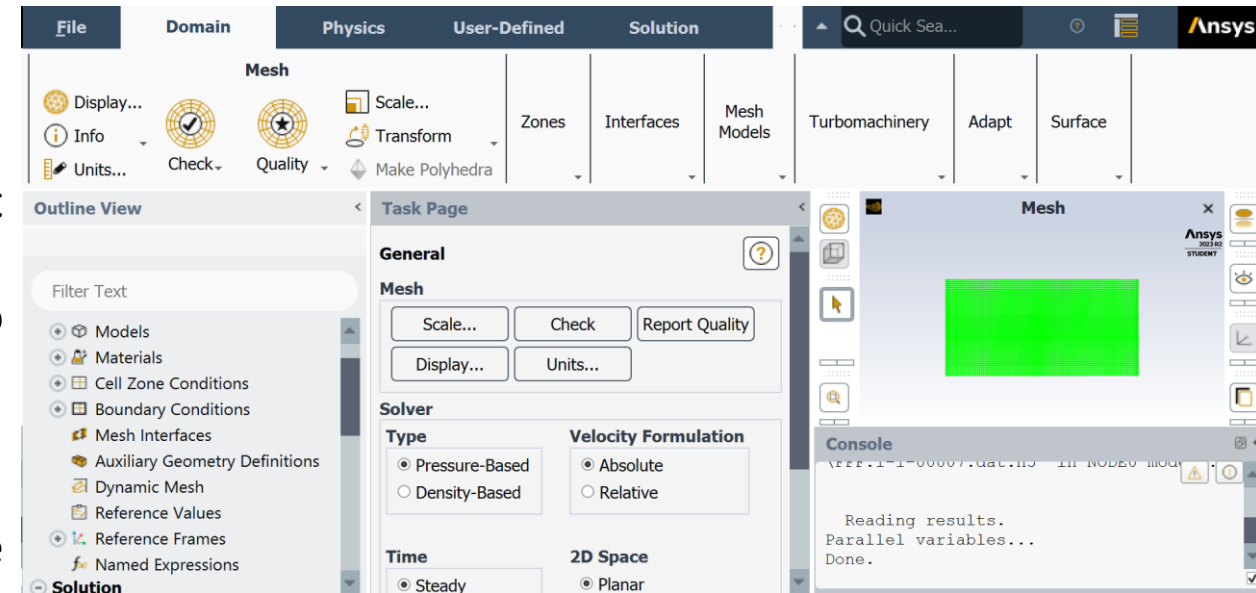 File Domain Physics User-Defined Solution Quick Sea... Ansys
Mesh
Display...
Info
Units...
Check
Quality
Scale...
Transform
Make Polyhedra
Zones
Interfaces
Mesh
Models
Turbomachinery
Adapt
Surface
Outline View
Filter Text
Models
Materials
Cell Zone Conditions
Boundary Conditions
Mesh Interfaces
Auxiliary Geometry Definitions
Dynamic Mesh
Reference Values
Reference Frames
Named Expressions
Solution
Task Page
General
Mesh
Scale... Check Report Quality
Display... Units...
Solver
Type
Pressure-Based
Density-Based
Velocity Formulation
Absolute
Relative
Time
Steady
2D Space
Planar
Mesh
Ansys
2023 R2
STUDENT
Console
Reading results.
Parallel variables...
Done.